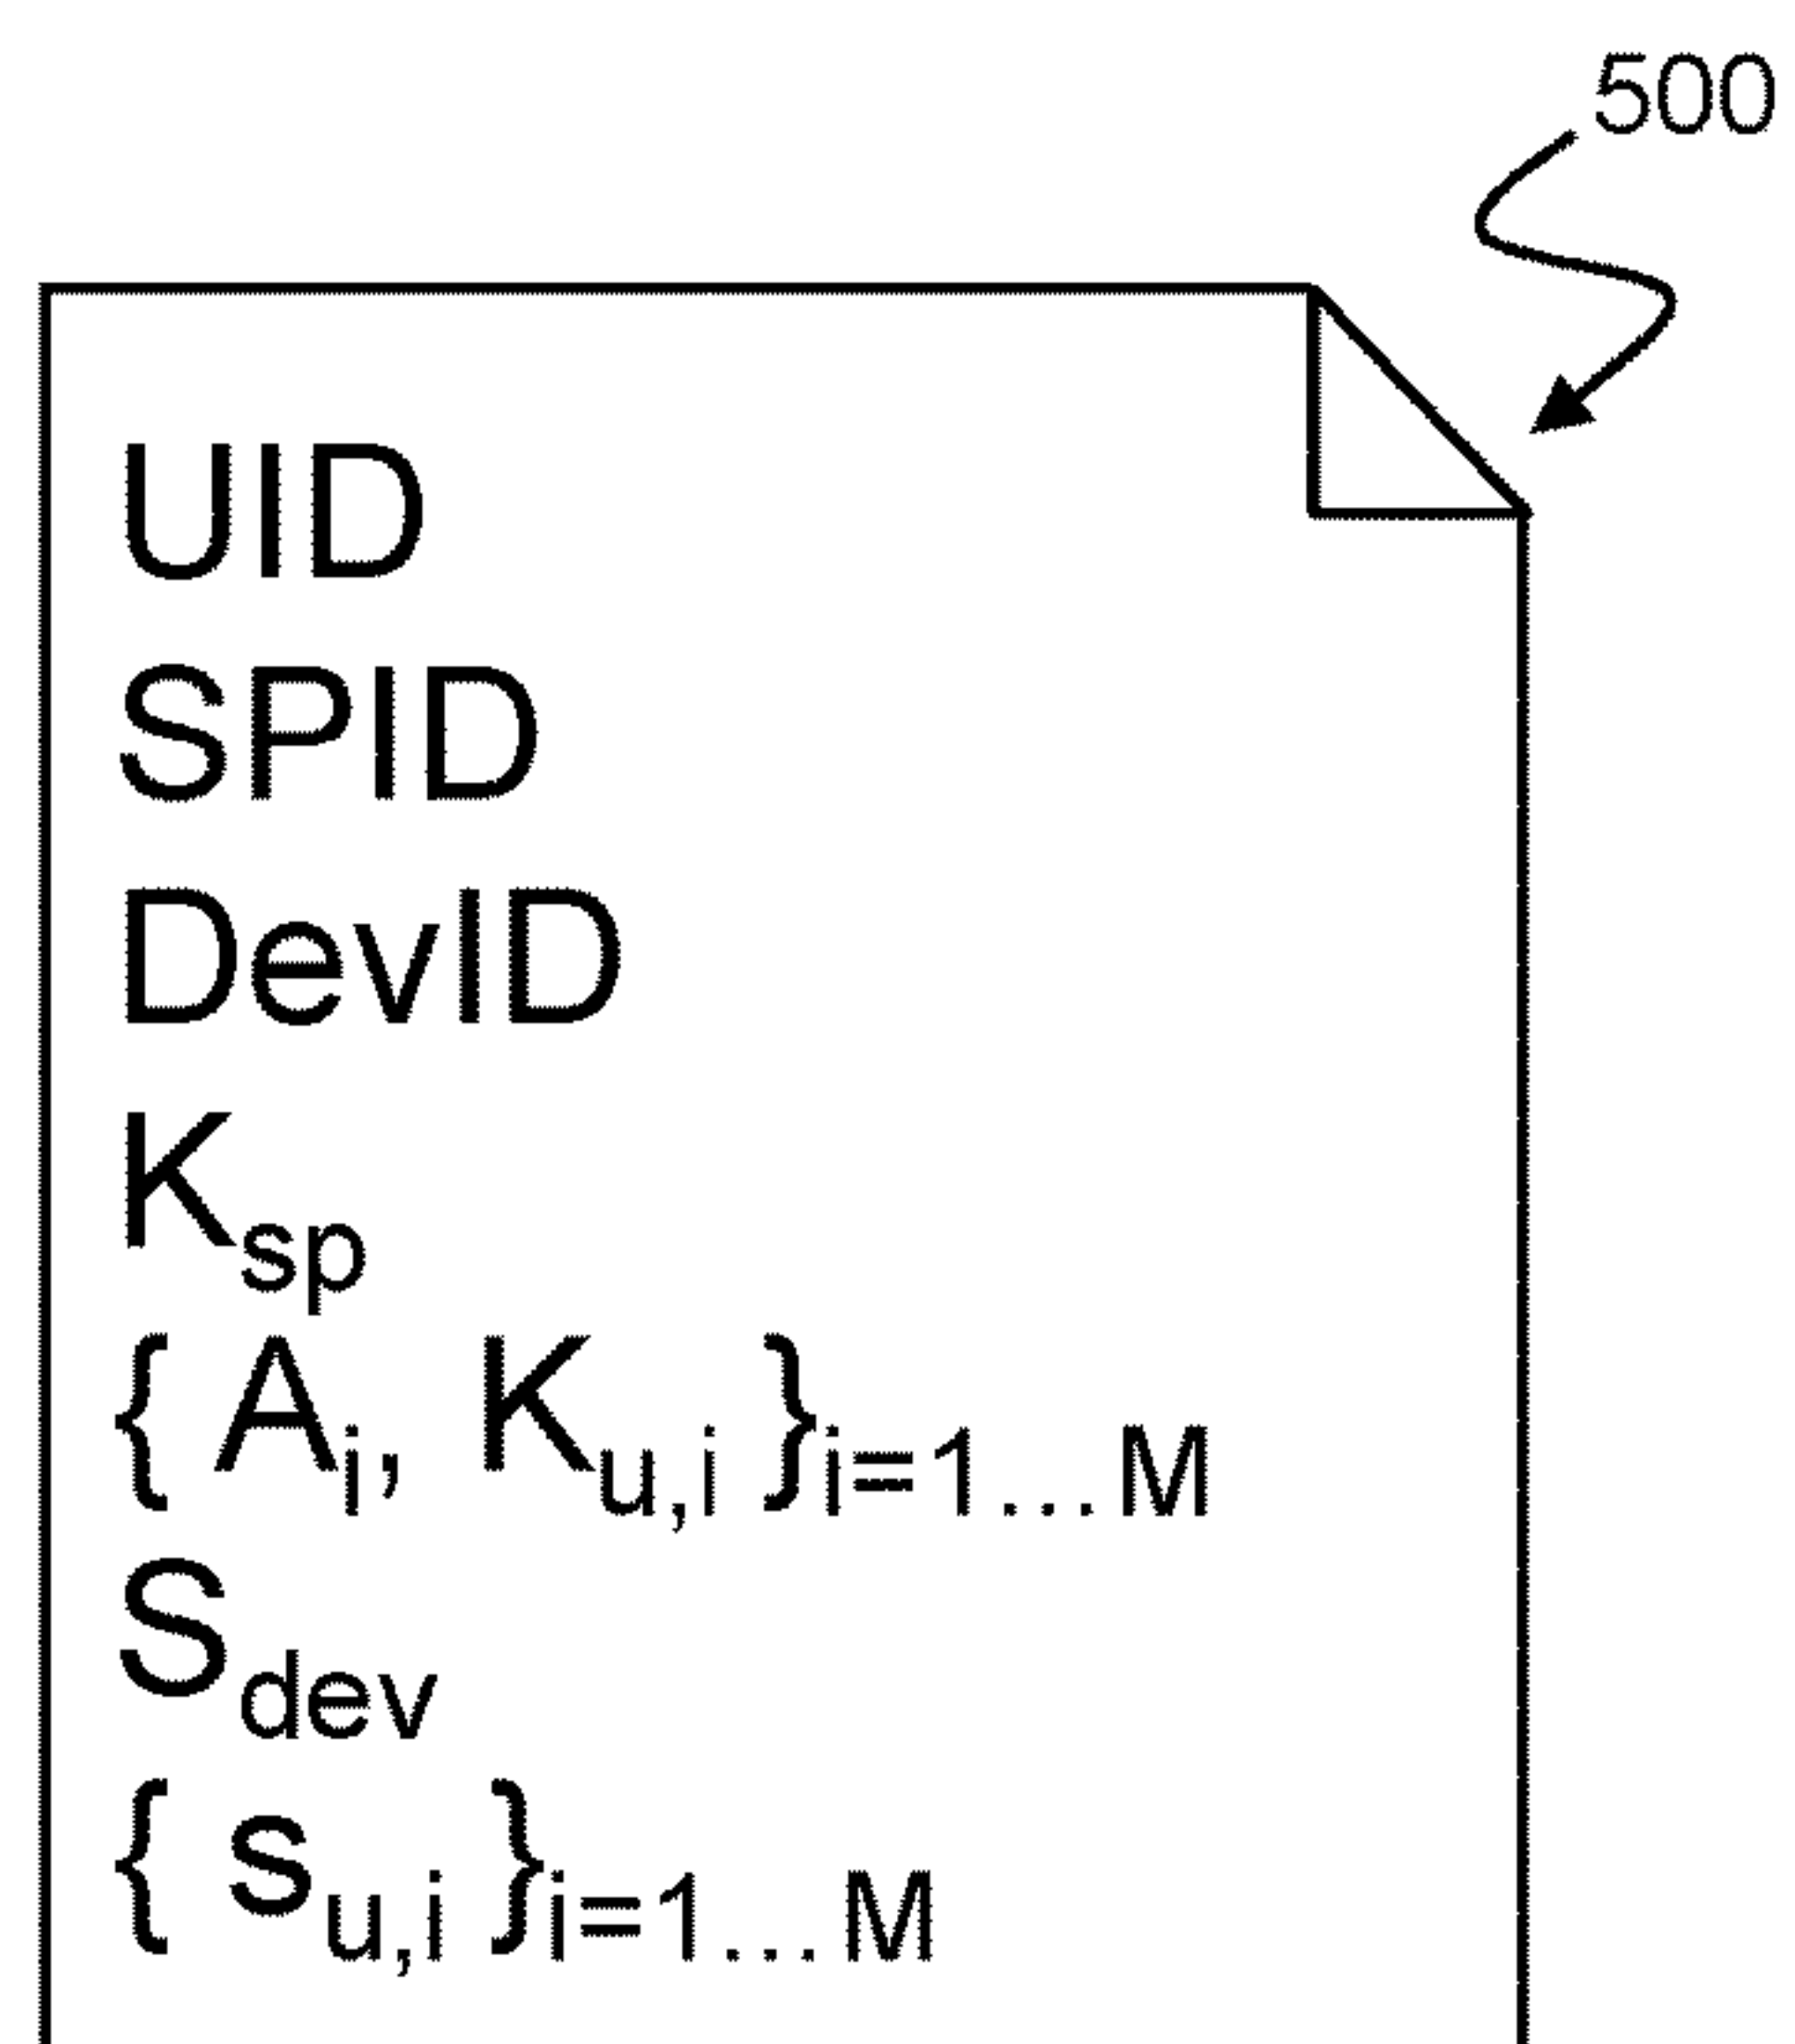 500
UID
SPID
DevID
K_sp
{ A_i, K_u,i }_i=1...M
S_dev
{ s_u,i }_i=1...M